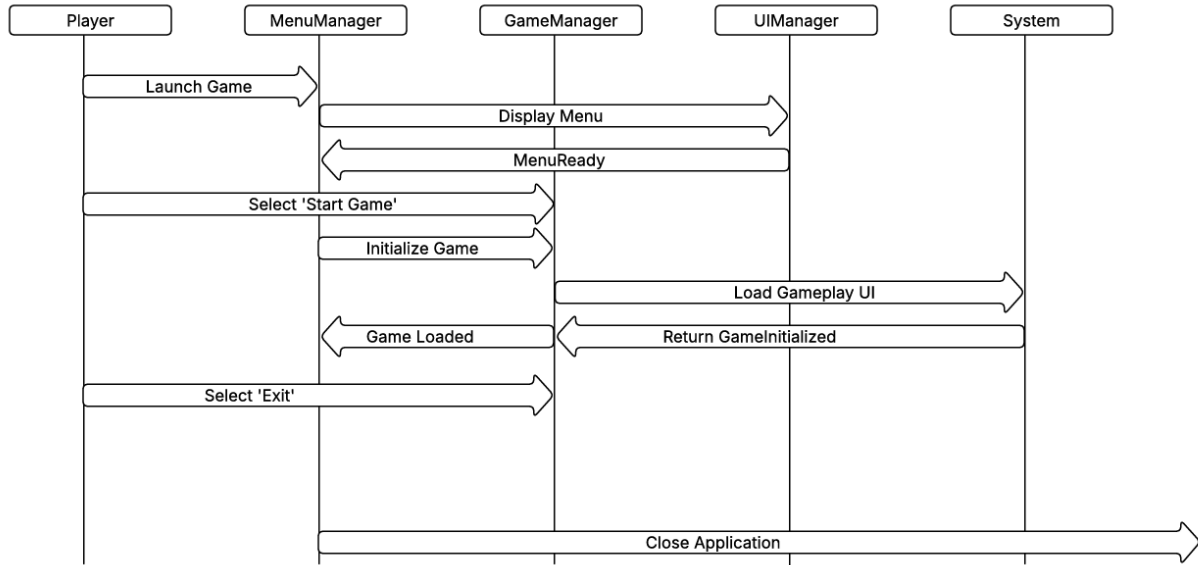 Player
MenuManager
GameManager
UIManager
System
Launch Game
Display Menu
MenuReady
Select 'Start Game'
Initialize Game
Load Gameplay UI
Game Loaded
Return GameInitialized
Select 'Exit'
Close Application